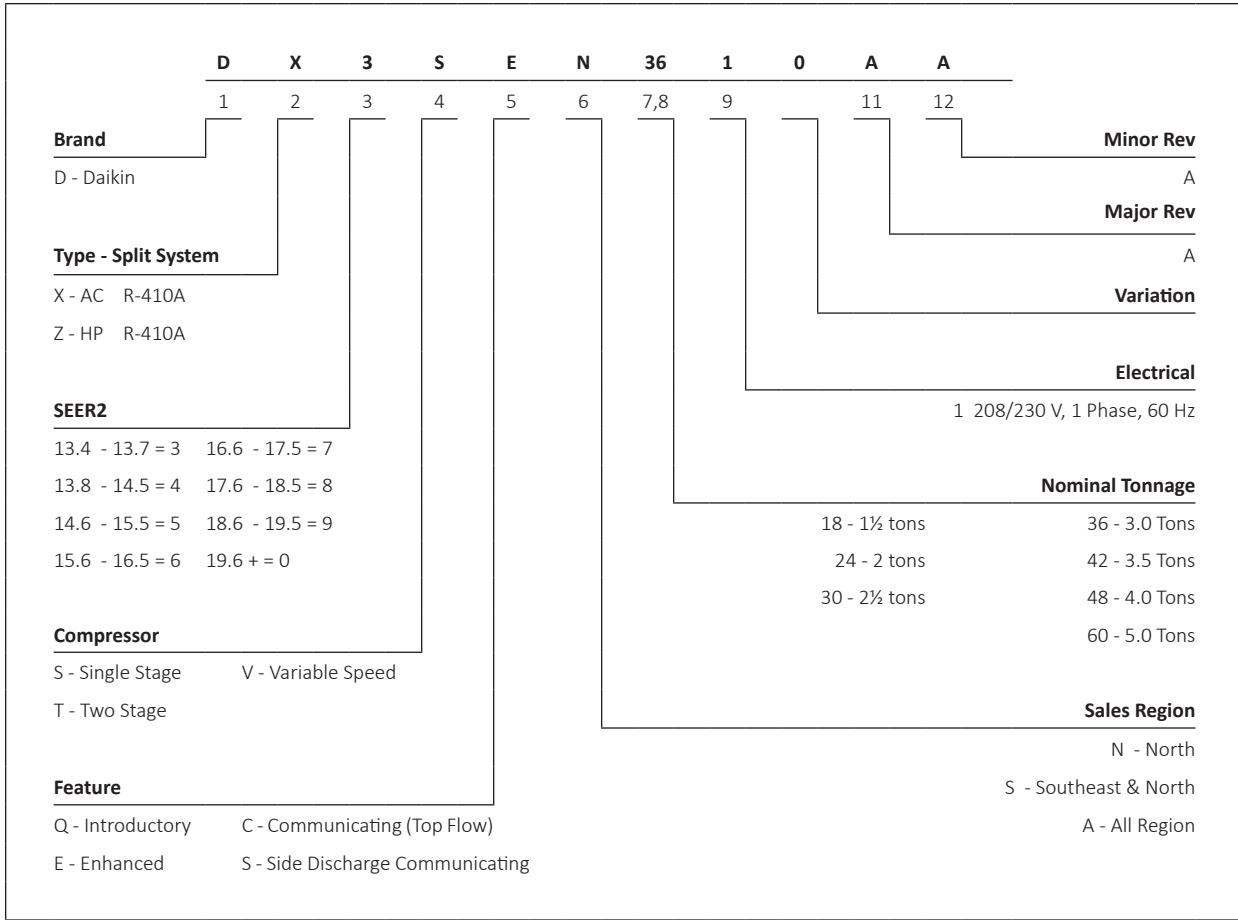 D X 3 S E N 36 1 0 A A
1 2 3 4 5 6 7,8 9 11 12
Brand
D - Daikin
Type - Split System
X - AC R-410A
Z - HP R-410A
SEER2
13.4 - 13.7 = 3 16.6 - 17.5 = 7
13.8 - 14.5 = 4 17.6 - 18.5 = 8
14.6 - 15.5 = 5 18.6 - 19.5 = 9
15.6 - 16.5 = 6 19.6 + = 0
Compressor
S - Single Stage V - Variable Speed
T - Two Stage
Feature
Q - Introductory C - Communicating (Top Flow)
E - Enhanced S - Side Discharge Communicating
Minor Rev
A
Major Rev
A
Variation
Electrical
1 208/230 V, 1 Phase, 60 Hz
Nominal Tonnage
18 - 1½ tons 36 - 3.0 Tons
24 - 2 tons 42 - 3.5 Tons
30 - 2½ tons 48 - 4.0 Tons
60 - 5.0 Tons
Sales Region
N - North
S - Southeast & North
A - All Region